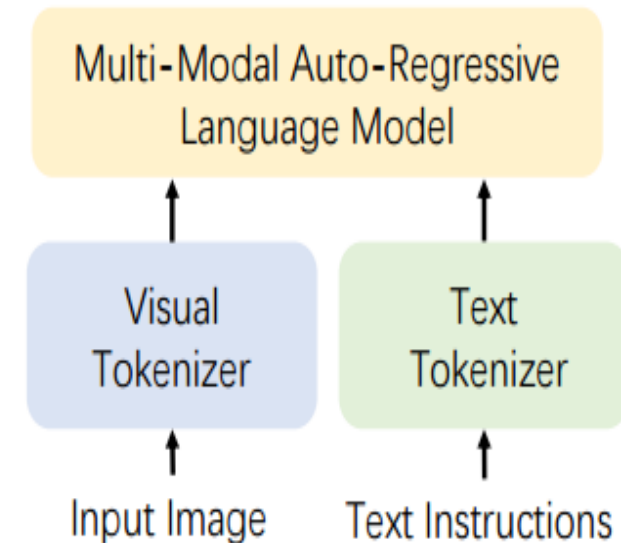 Multi-Modal Auto-Regressive
Language Model
Visual
Tokenizer
Text
Tokenizer
Input Image
Text Instructions